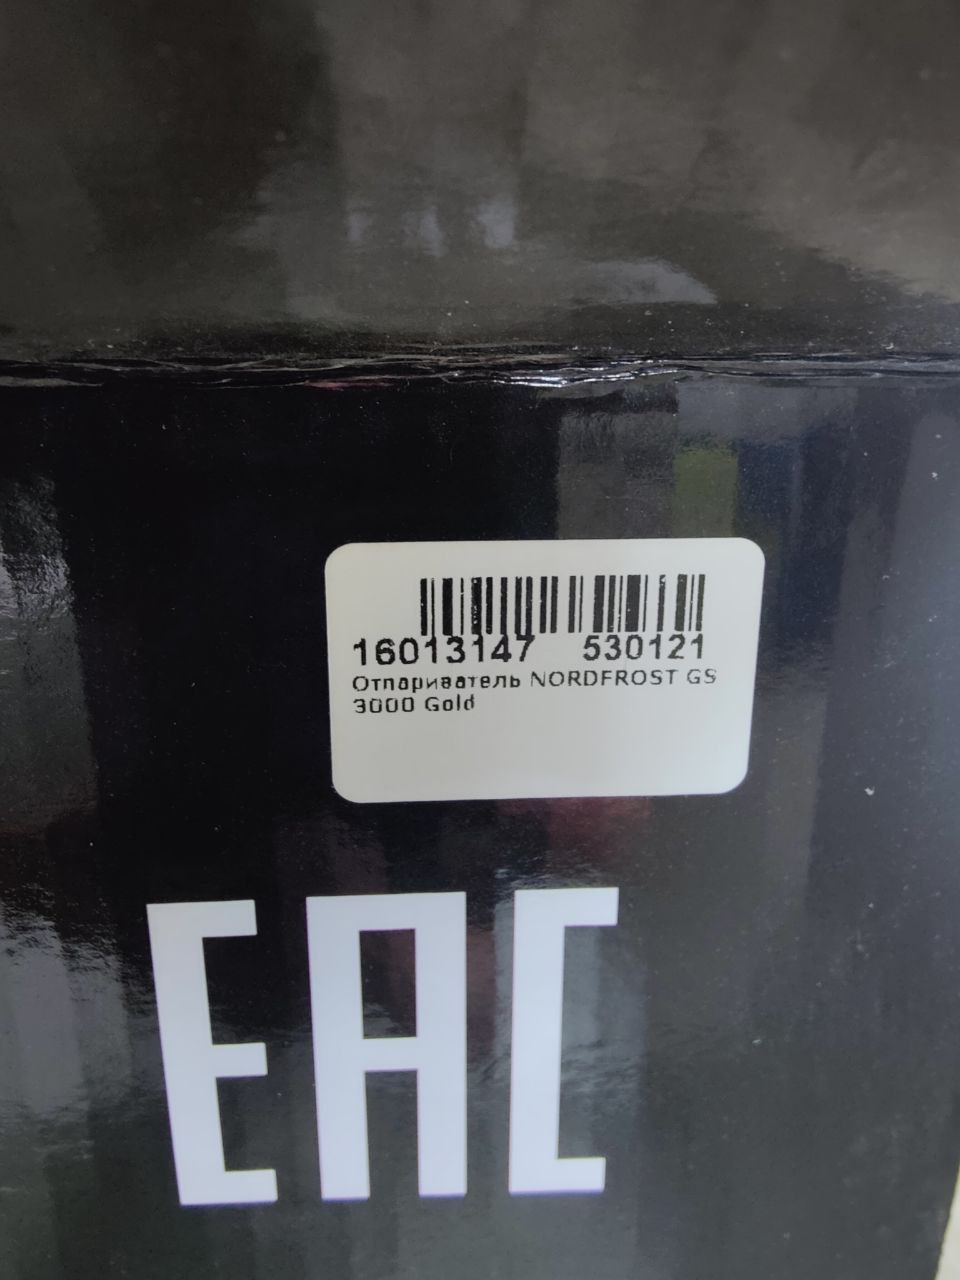 16013147 530121
Отпариватель NORDFROST GS
3000 Gold
EAC